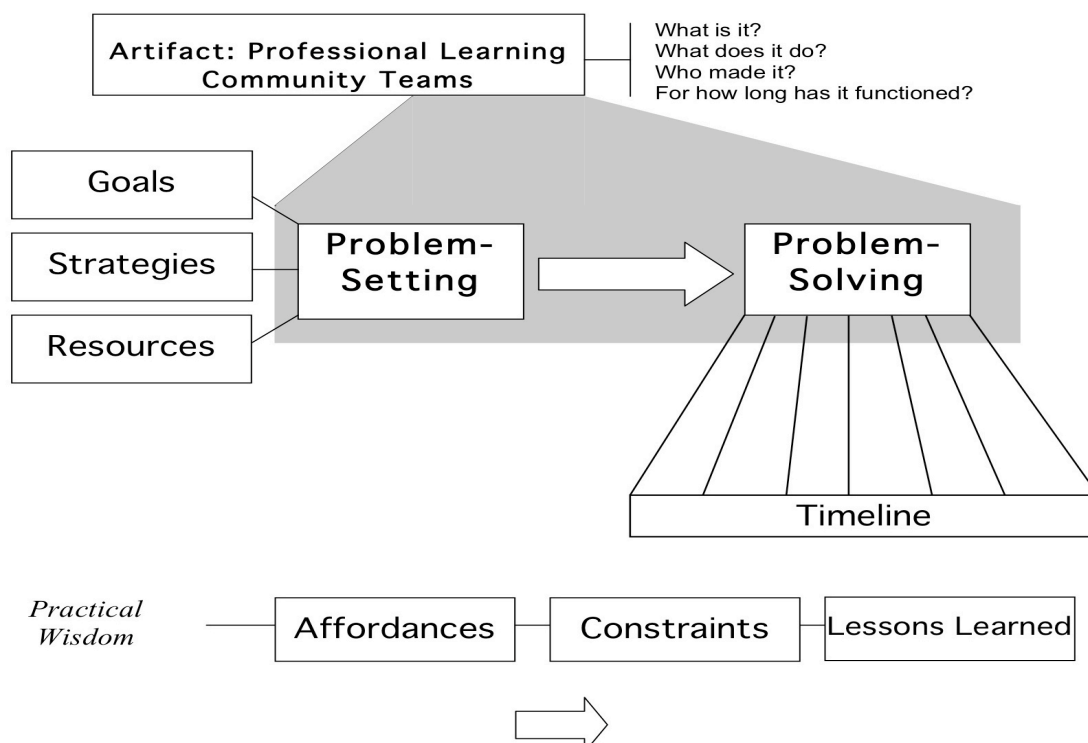 Artifact: Professional Learning
Community Teams
What is it?
What does it do?
Who made it?
For how long has it functioned?
Goals
Strategies
Resources
Problem-
Setting
Problem-
Solving
Timeline
Practical
Wisdom
Affordances
Constraints
Lessons Learned